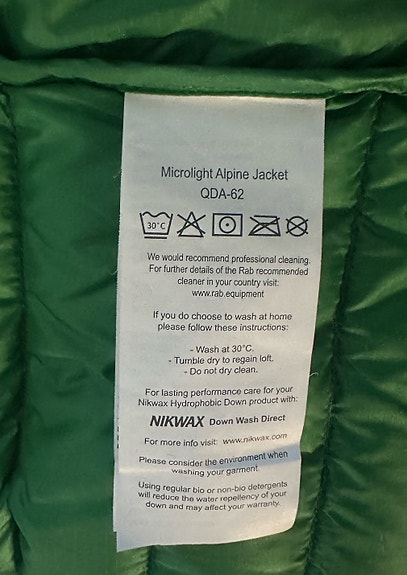 Microlight Alpine Jacket
QDA-62
30°C
We would recommend professional cleaning.
For further details of the Rab recommended
cleaner in your country visit:
www.rab.equipment
If you do choose to wash at home
please follow these instructions:
- Wash at 30°C.
- Tumble dry to regain loft.
- Do not dry clean.
For lasting performance care for your
Nikwax Hydrophobic Down product with:
NIKWAX Down Wash Direct
For more info visit: www.nikwax.com
Please consider the environment when
washing your garment.
Using regular bio or non-bio detergents
will reduce the water repellency of your
down and may affect your warranty.